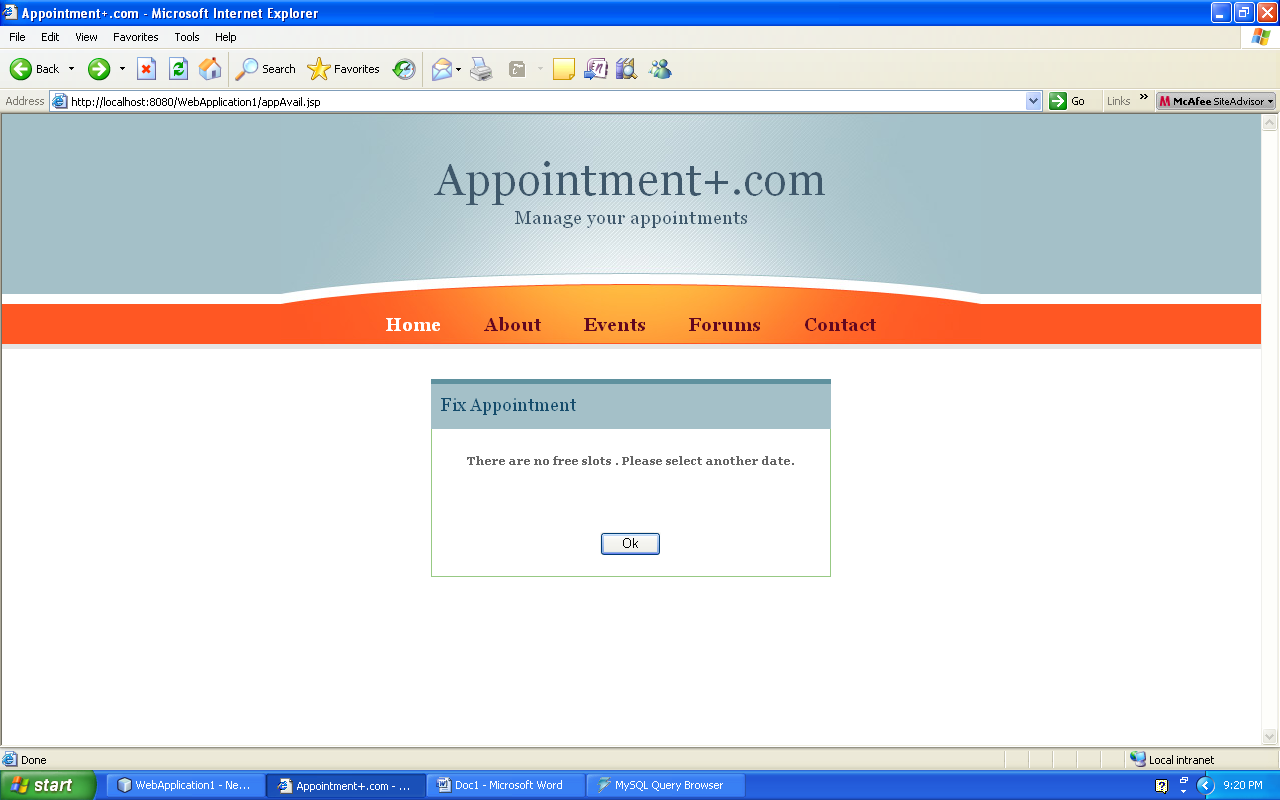 Appointment+.com - Microsoft Internet Explorer
File Edit View Favorites Tools Help
Back Search Favorites
Address http://localhost:8080/WebApplication1/appAvail.jsp Go Links » McAfee SiteAdvisor
Appointment+.com
Manage your appointments
Home About Events Forums Contact
Fix Appointment
There are no free slots . Please select another date.
Ok
Done Local intranet
start WebApplication1 - Ne... Appointment+.com - ... Doc1 - Microsoft Word MySQL Query Browser 9:20 PM